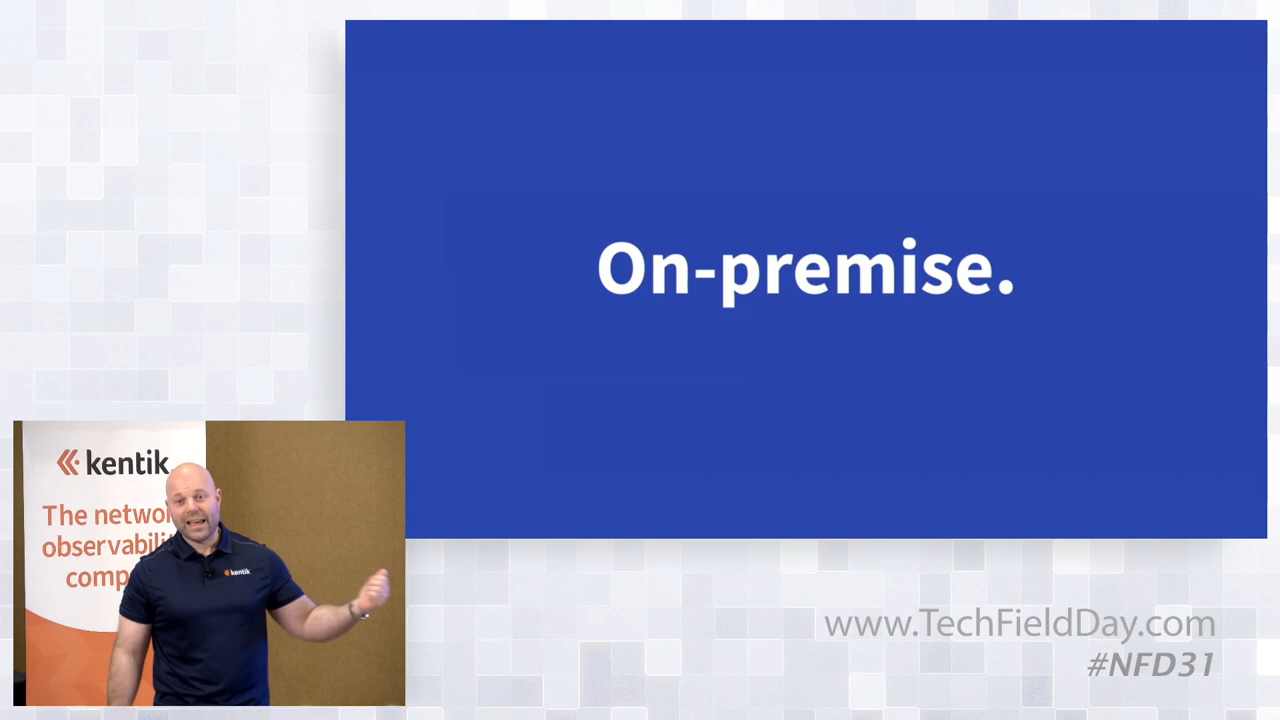 On-premise.
kentik
The networ
observabili
comp
kentik
www.TechFieldDay.com
#NFD31